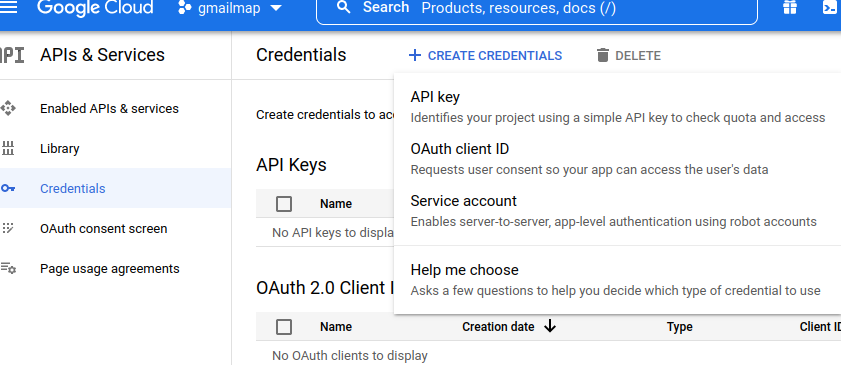 Google Cloud gmailmap Search Products, resources, docs (/)
API APIs & Services
Credentials + CREATE CREDENTIALS DELETE
Enabled APIs & services
Library
Credentials
OAuth consent screen
Page usage agreements
Create credentials to
API key
Identifies your project using a simple API key to check quota and access
OAuth client ID
Requests user consent so your app can access the user's data
Service account
Enables server-to-server, app-level authentication using robot accounts
Help me choose
Asks a few questions to help you decide which type of credential to use
API Keys
Name
No API keys to
OAuth 2.0 Client
Name Creation date Type Client ID
No OAuth clients to display